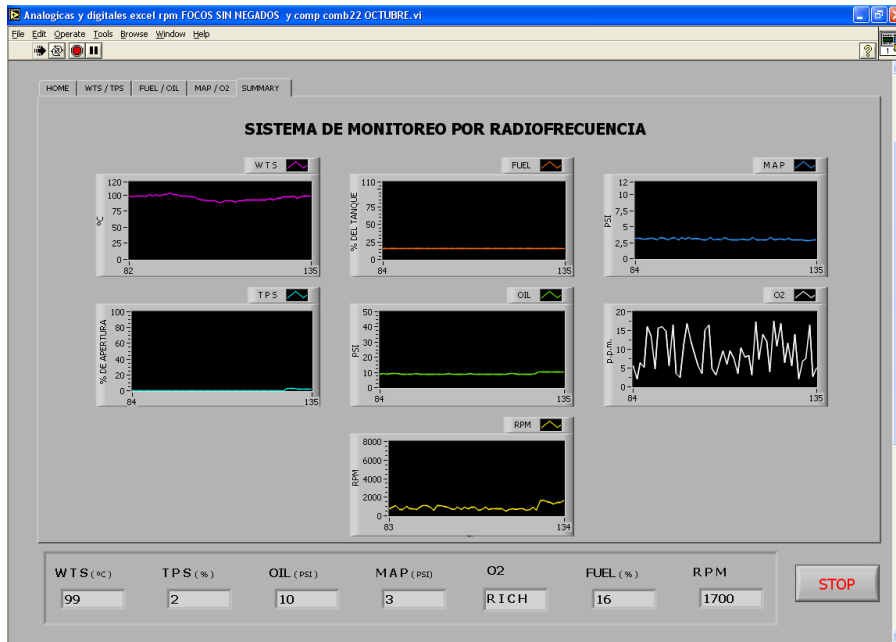 Analogicas y digitales excel rpm FOCOS SIN NEGADOS y comp comb22 OCTUBRE.vi
File Edit Operate Tools Browse Window Help
?
1
HOME WTS / TPS FUEL / OIL MAP / O2 SUMMARY
SISTEMA DE MONITOREO POR RADIOFRECUENCIA
WTS
120
100
75
50
25
0
ºC
82 135
FUEL
110
75
50
25
0
% DEL TANQUE
84 135
MAP
12
10
7,5
5
2,5
0
PSI
84 135
TPS
100
80
60
40
20
0
% DE APERTURA
84 135
OIL
50
40
30
20
10
0
PSI
84 135
O2
20
15
10
5
0
p.p.m.
84 135
RPM
8000
6000
4000
2000
0
RPM
83 134
WTS (ºC) TPS (%) OIL (PSI) MAP (PSI) O2 FUEL (%) RPM
99 2 10 3 RICH 16 1700
STOP